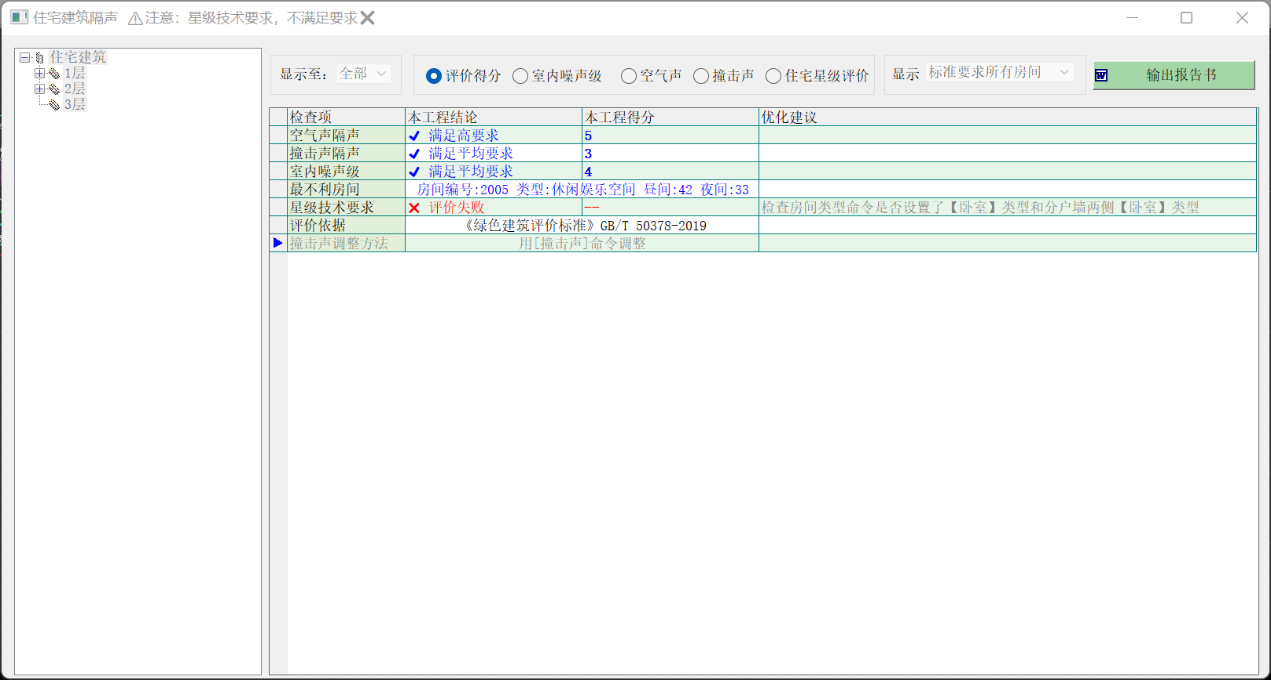 住宅建筑隔声 ⚠注意：星级技术要求，不满足要求❌
住宅建筑
1层
2层
3层
显示至： 全部
评价得分 室内噪声级 空气声 撞击声 住宅星级评价
显示 标准要求所有房间
输出报告书
检查项 本工程结论 本工程得分 优化建议
空气声隔声 ✔ 满足高要求 5
撞击声隔声 ✔ 满足平均要求 3
室内噪声级 ✔ 满足平均要求 4
最不利房间 房间编号:2005 类型:休闲娱乐空间 昼间:42 夜间:33
星级技术要求 ✖ 评价失败 -- 检查房间类型命令是否设置了【卧室】类型和分户墙两侧【卧室】类型
评价依据 《绿色建筑评价标准》GB/T 50378-2019
撞击声调整方法 用[撞击声]命令调整